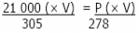 21 000 (× V) = P (× V)
305 278